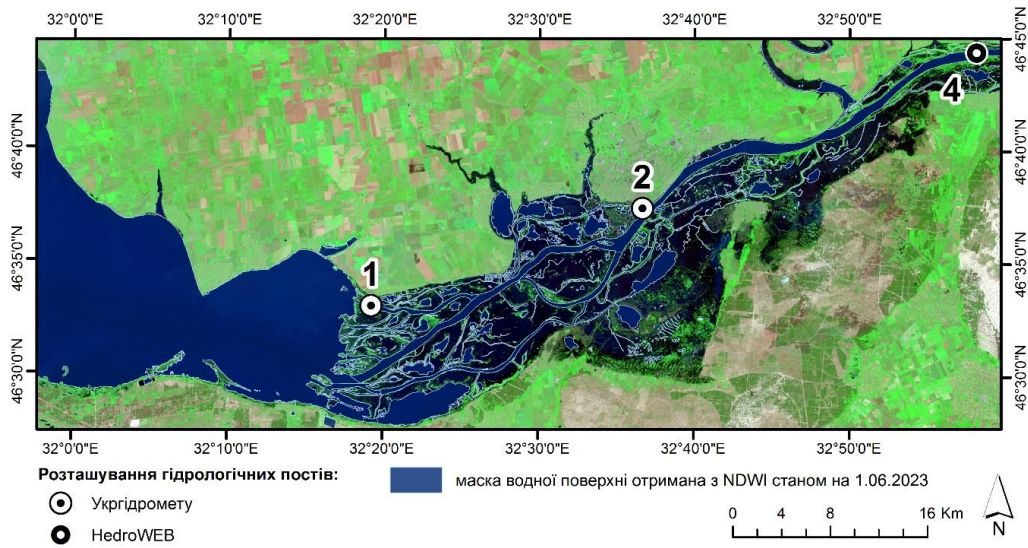 32°0'0"E 32°10'0"E 32°20'0"E 32°30'0"E 32°40'0"E 32°50'0"E
46°45'0"N
46°40'0"N
46°35'0"N
46°30'0"N
46°40'0"N
46°35'0"N
46°30'0"N
4
2
1
32°0'0"E 32°10'0"E 32°20'0"E 32°30'0"E 32°40'0"E 32°50'0"E
Розташування гідрологічних постів:
Укргідромету
HedroWEB
маска водної поверхні отримана з NDWI станом на 1.06.2023
0 4 8 16 Km
N